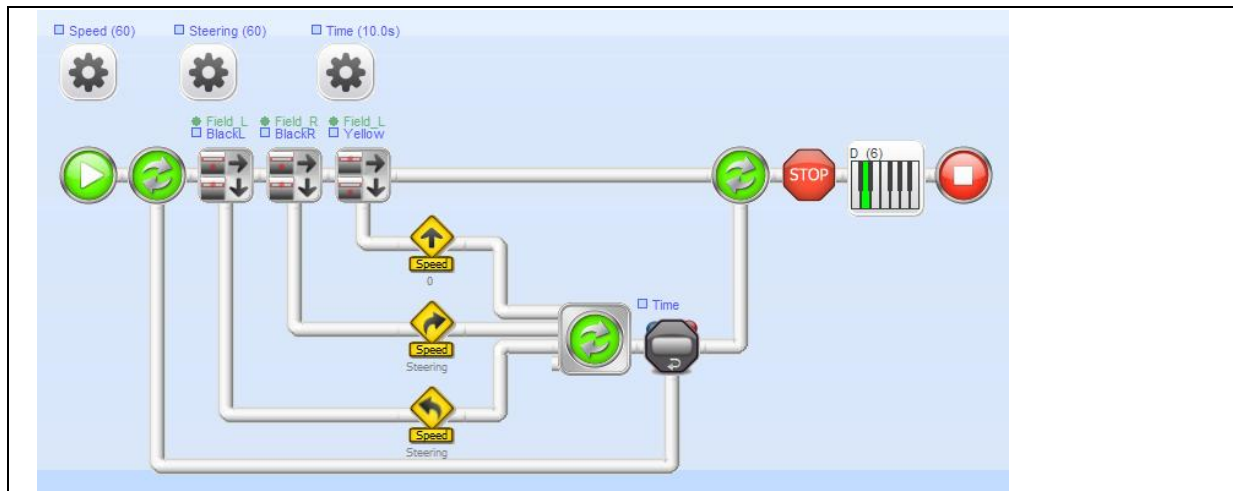 Speed (60) Steering (60) Time (10.0s)
Field_L Field_R Field_L
BlackL BlackR Yellow
STOP
D (6)
Speed
0
Time
Speed
Steering
Speed
Steering